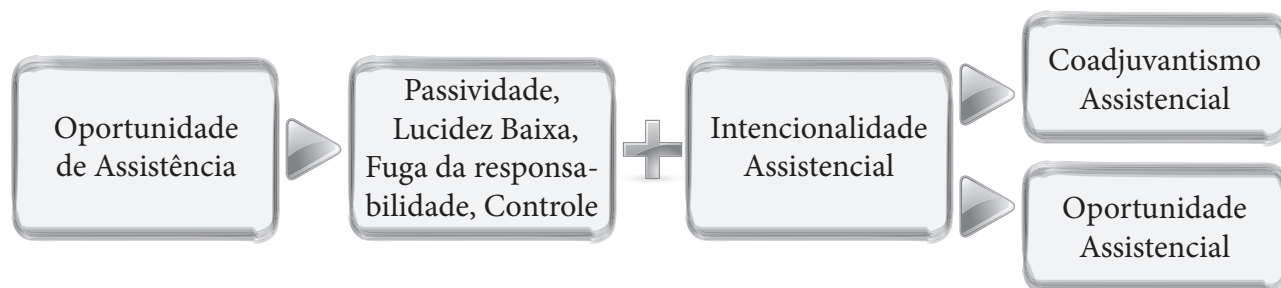 Oportunidade
de Assistência
Passividade,
Lucidez Baixa,
Fuga da responsa-
bilidade, Controle
Intencionalidade
Assistencial
Coadjuvantismo
Assistencial
Oportunidade
Assistencial